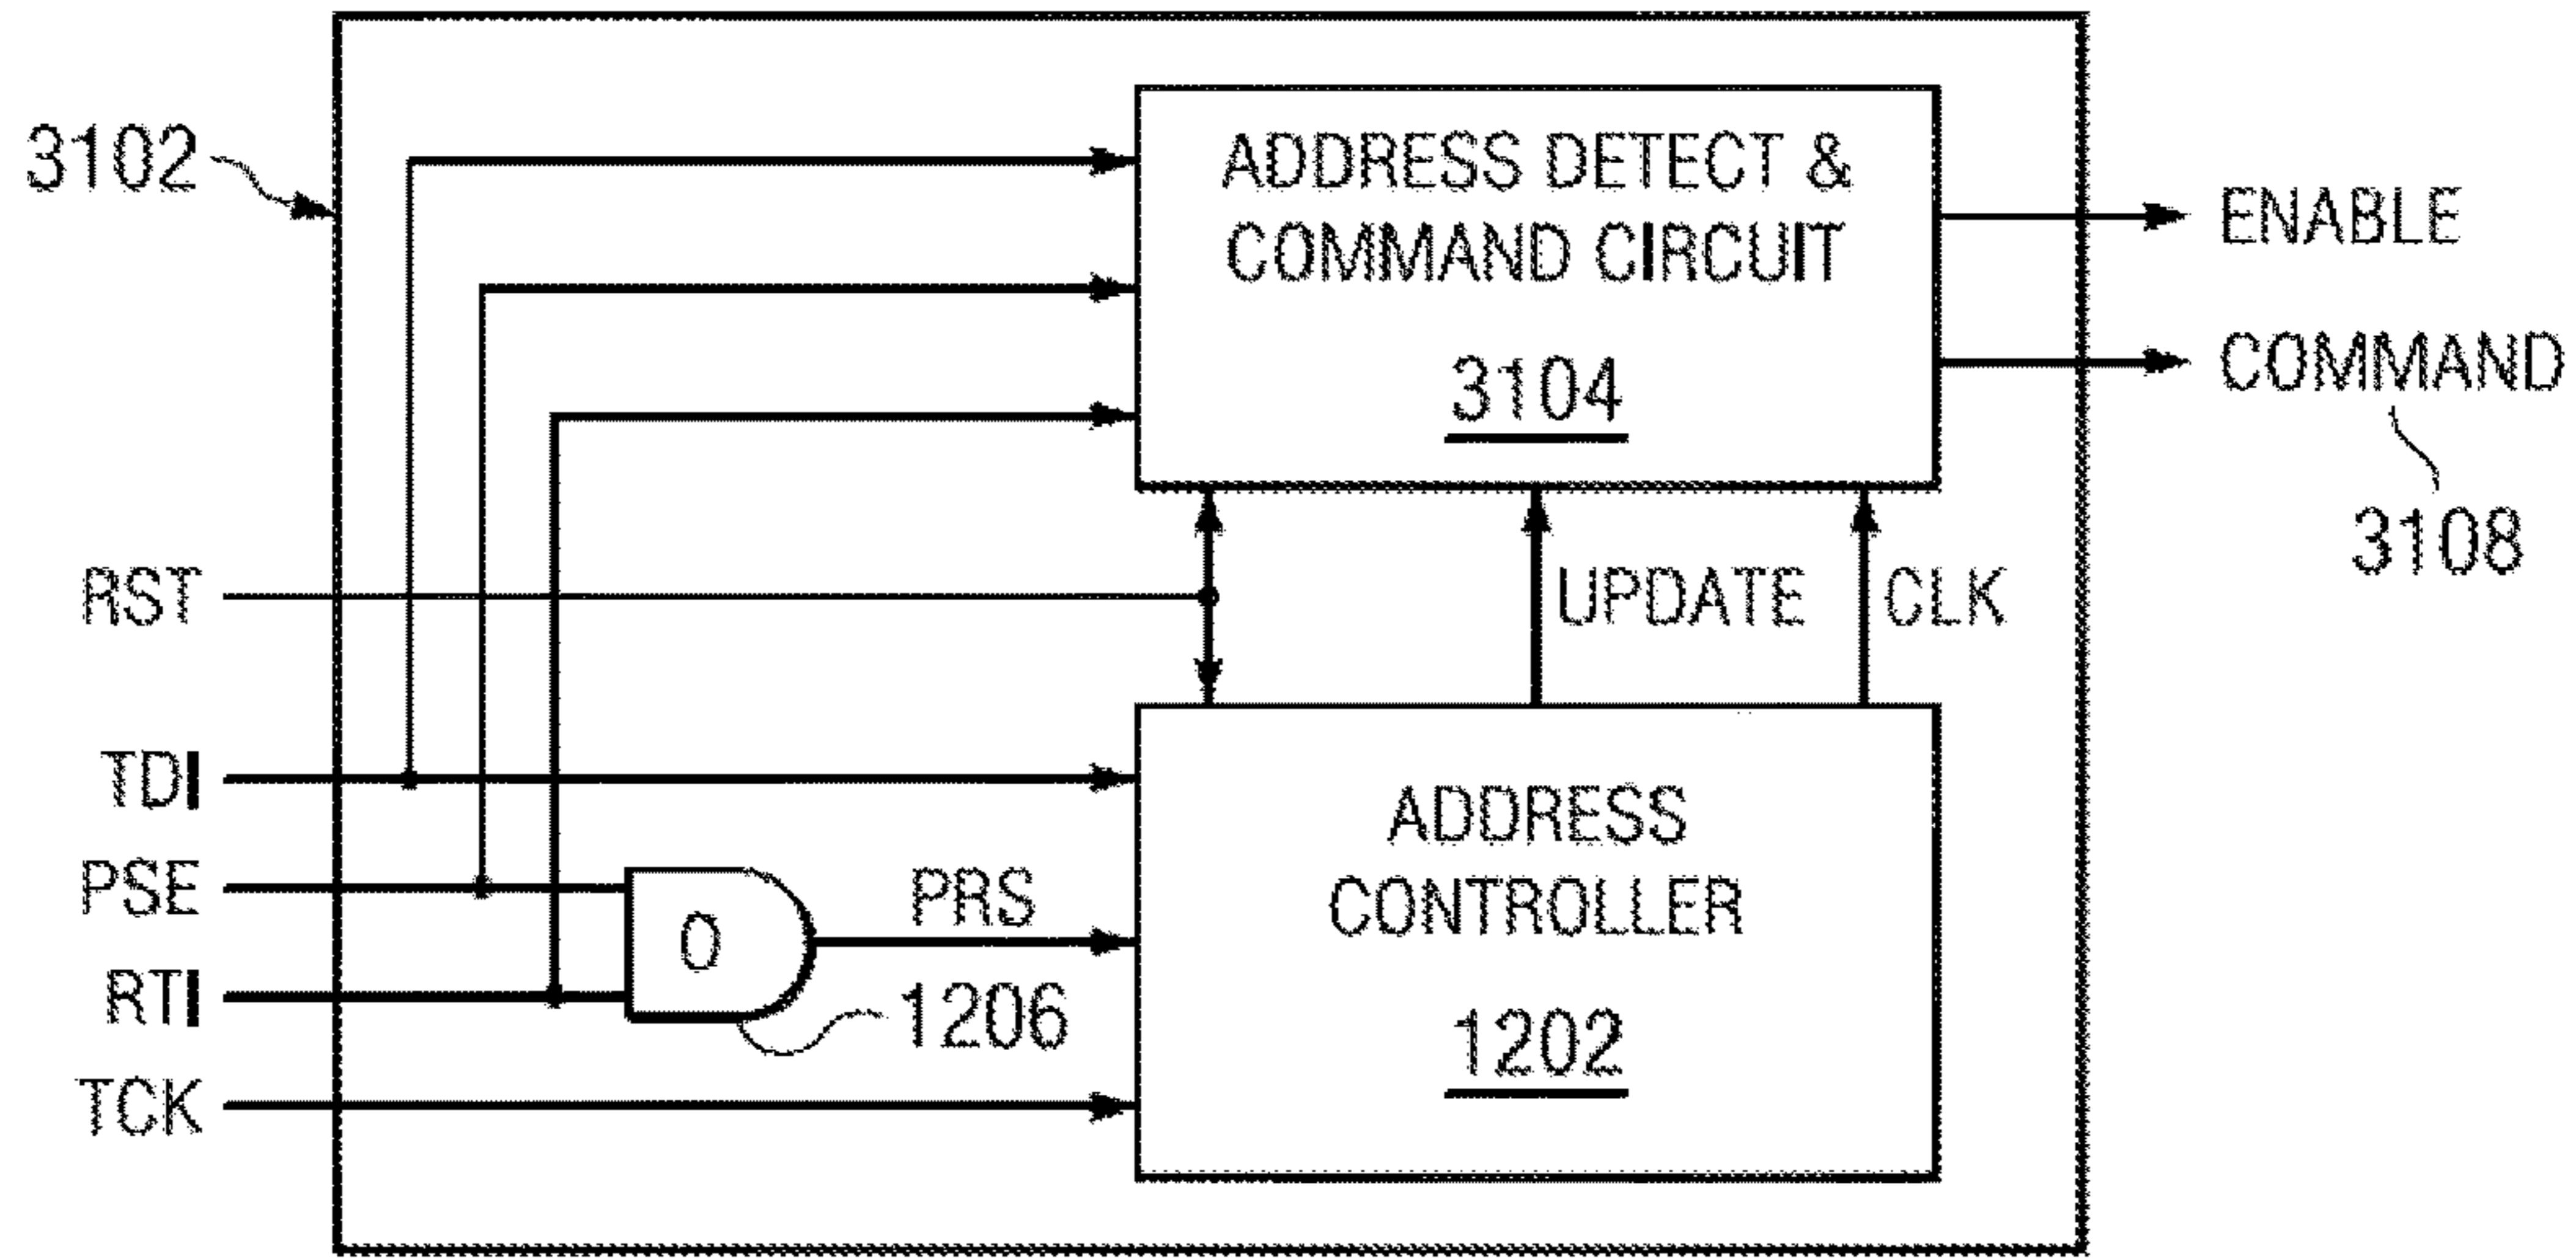 3102
ADDRESS DETECT &
COMMAND CIRCUIT
3104
ENABLE
COMMAND
3108
RST
UPDATE
CLK
TDI
PSE
RTI
TCK
O
PRS
1206
ADDRESS
CONTROLLER
1202